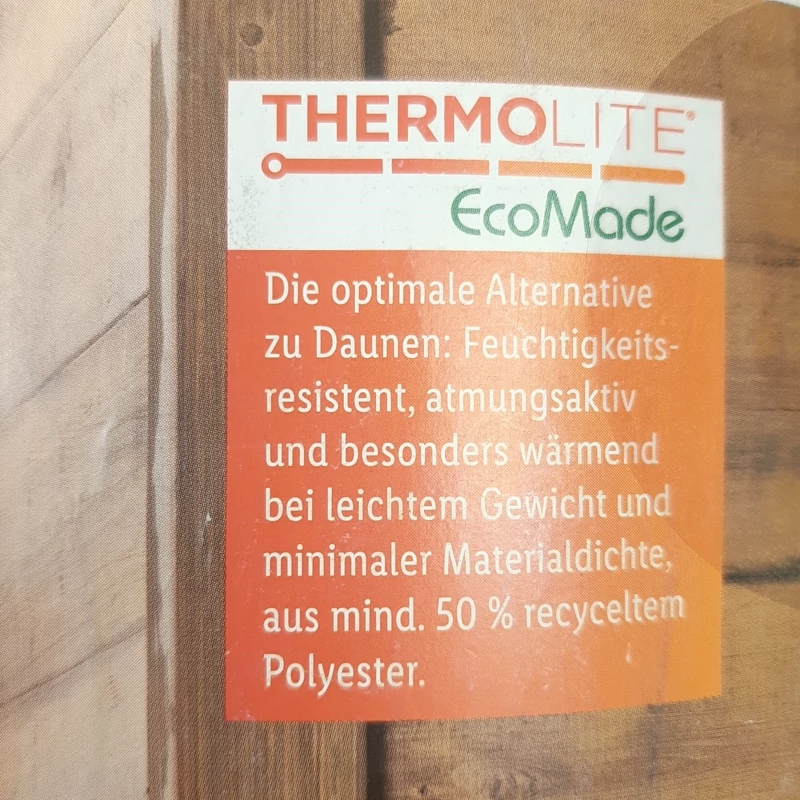 THERMOLITE®
EcoMade
Die optimale Alternative
zu Daunen: Feuchtigkeits-
resistent, atmungsaktiv
und besonders wärmend
bei leichtem Gewicht und
minimaler Materialdichte,
aus mind. 50 % recyceltem
Polyester.